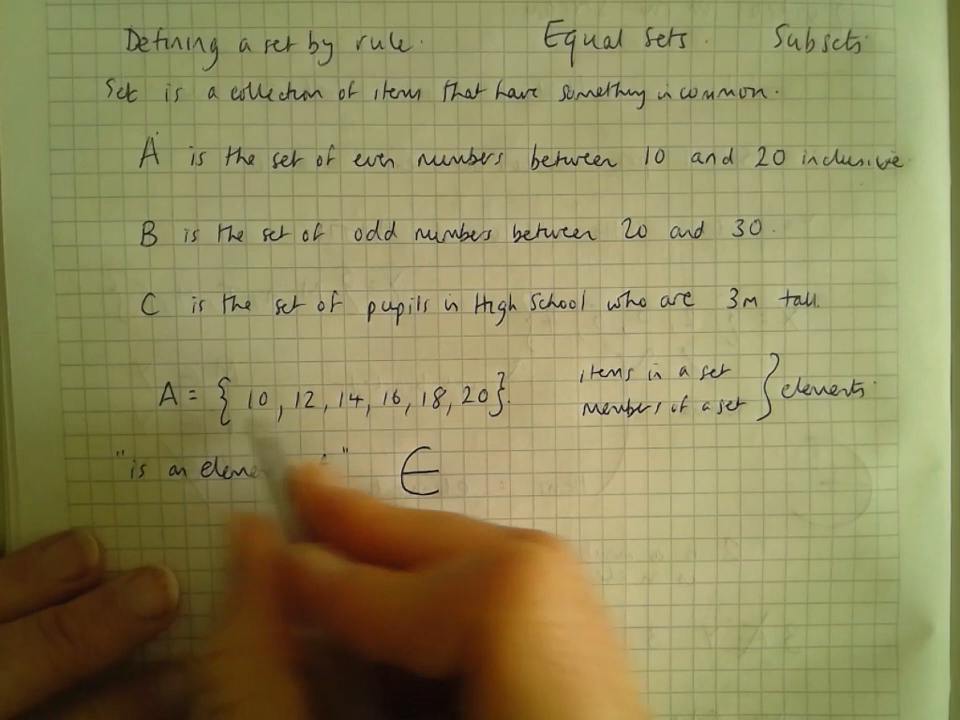 Defining a set by rule. Equal Sets. Subsets.
Set is a collection of items that have something in common.
A is the set of even numbers between 10 and 20 inclusive
B is the set of odd numbers between 20 and 30.
C is the set of pupils in High School who are 3m tall.
A = { 10, 12, 14, 16, 18, 20 }.
items in a set
members of a set } elements.
"is an " ∈